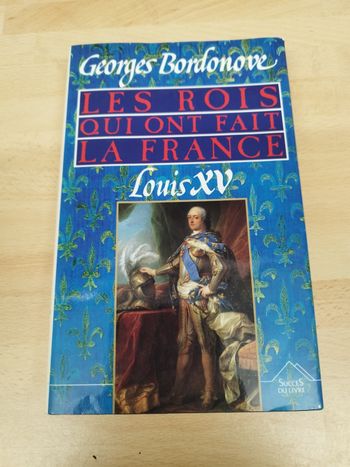 Georges Bordonove
LES ROIS
QUI ONT FAIT
LA FRANCE
Louis XV
SUCCÈS
DU LIVRE